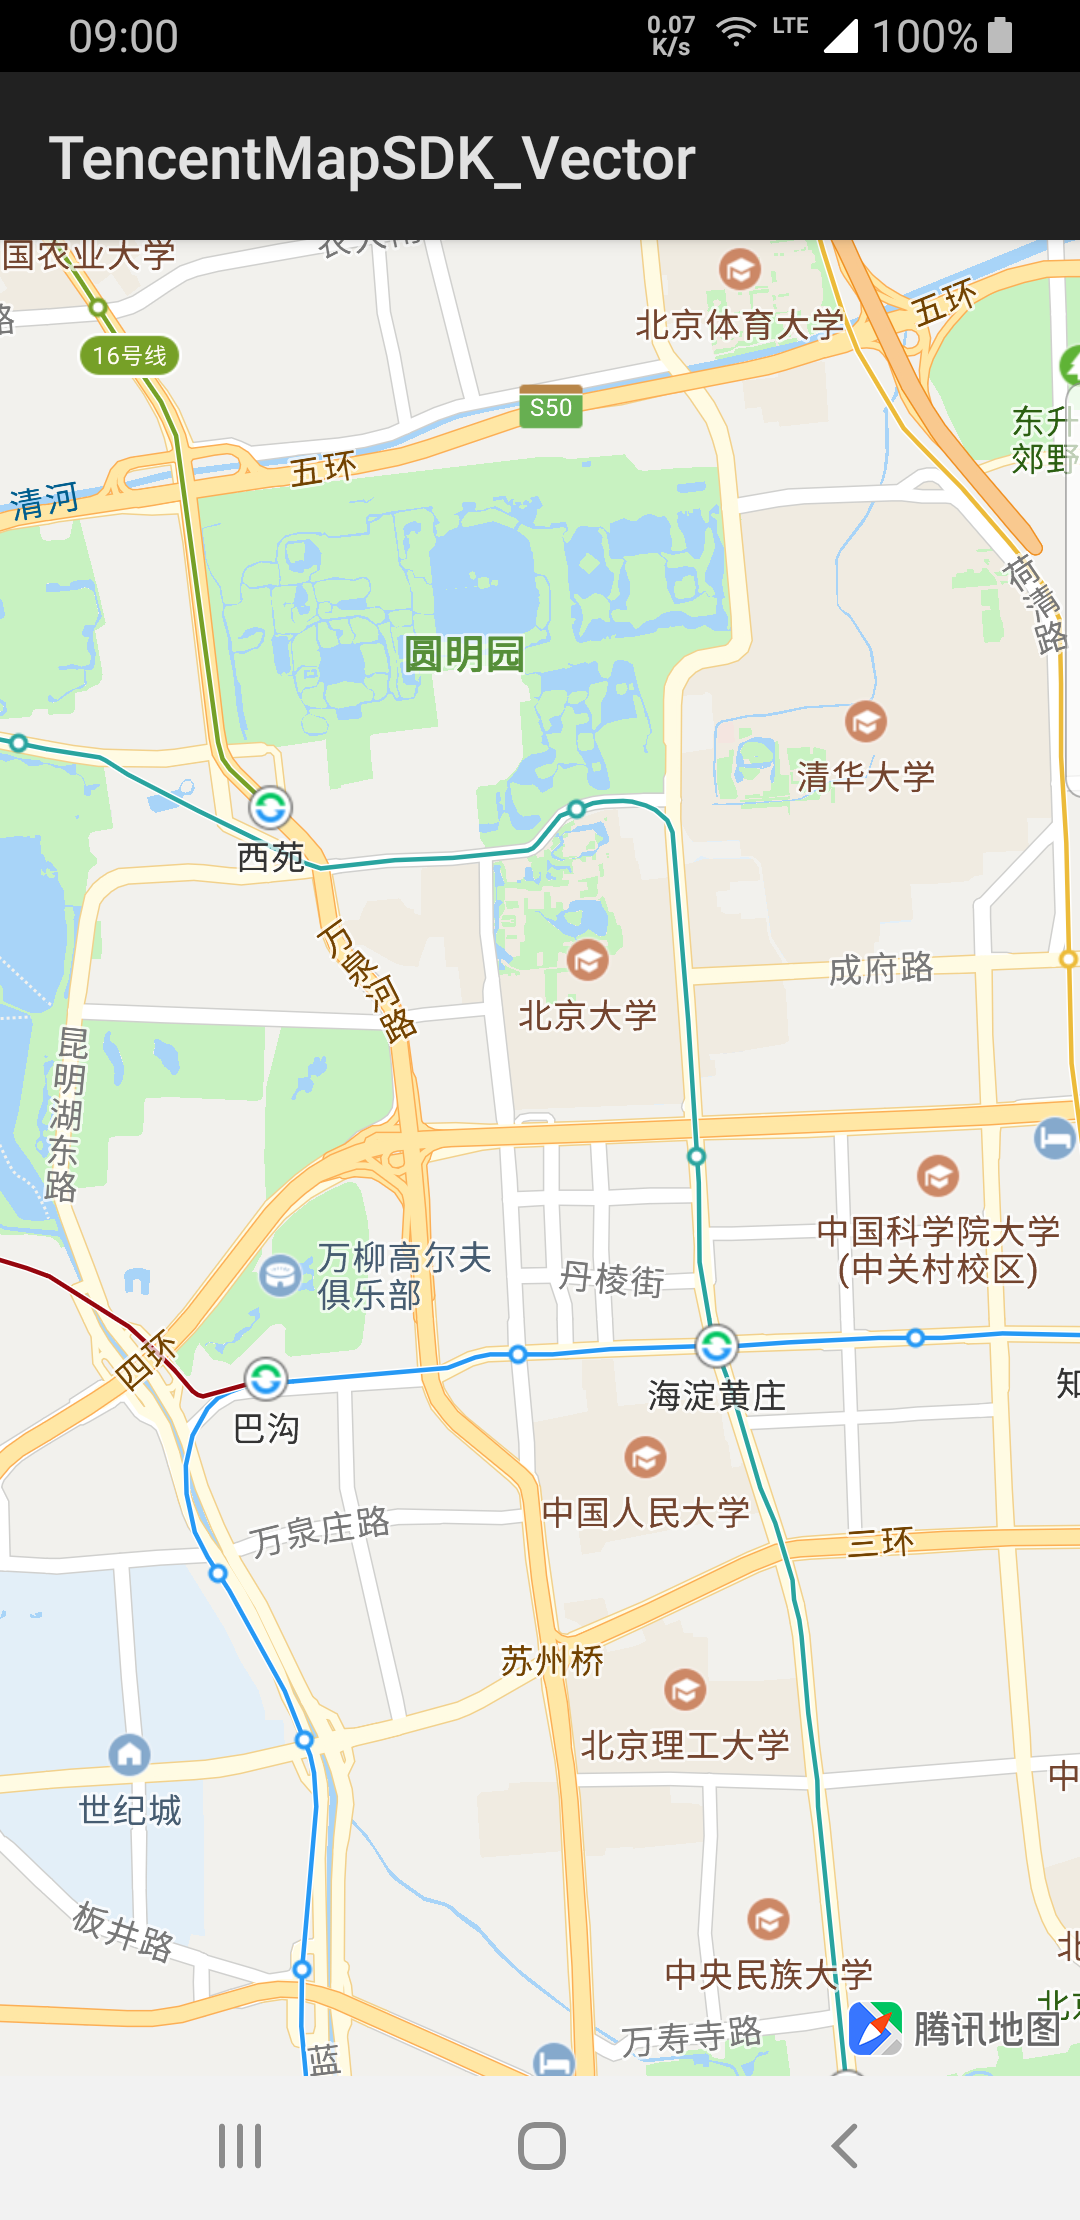 09:00
0.07
K/s
LTE
100%
TencentMapSDK_Vector
国农业大学
路
16号线
北京体育大学
五环
S50
五环
清河
东升
郊野
荷清路
圆明园
清华大学
西苑
万泉河路
成府路
北京大学
昆明湖东路
中国科学院大学
(中关村校区)
万柳高尔夫
俱乐部
丹棱街
四环
海淀黄庄
知
巴沟
中国人民大学
万泉庄路
三环
苏州桥
北京理工大学
中
世纪城
板井路
中央民族大学
北
万寿寺路
腾讯地图
蓝